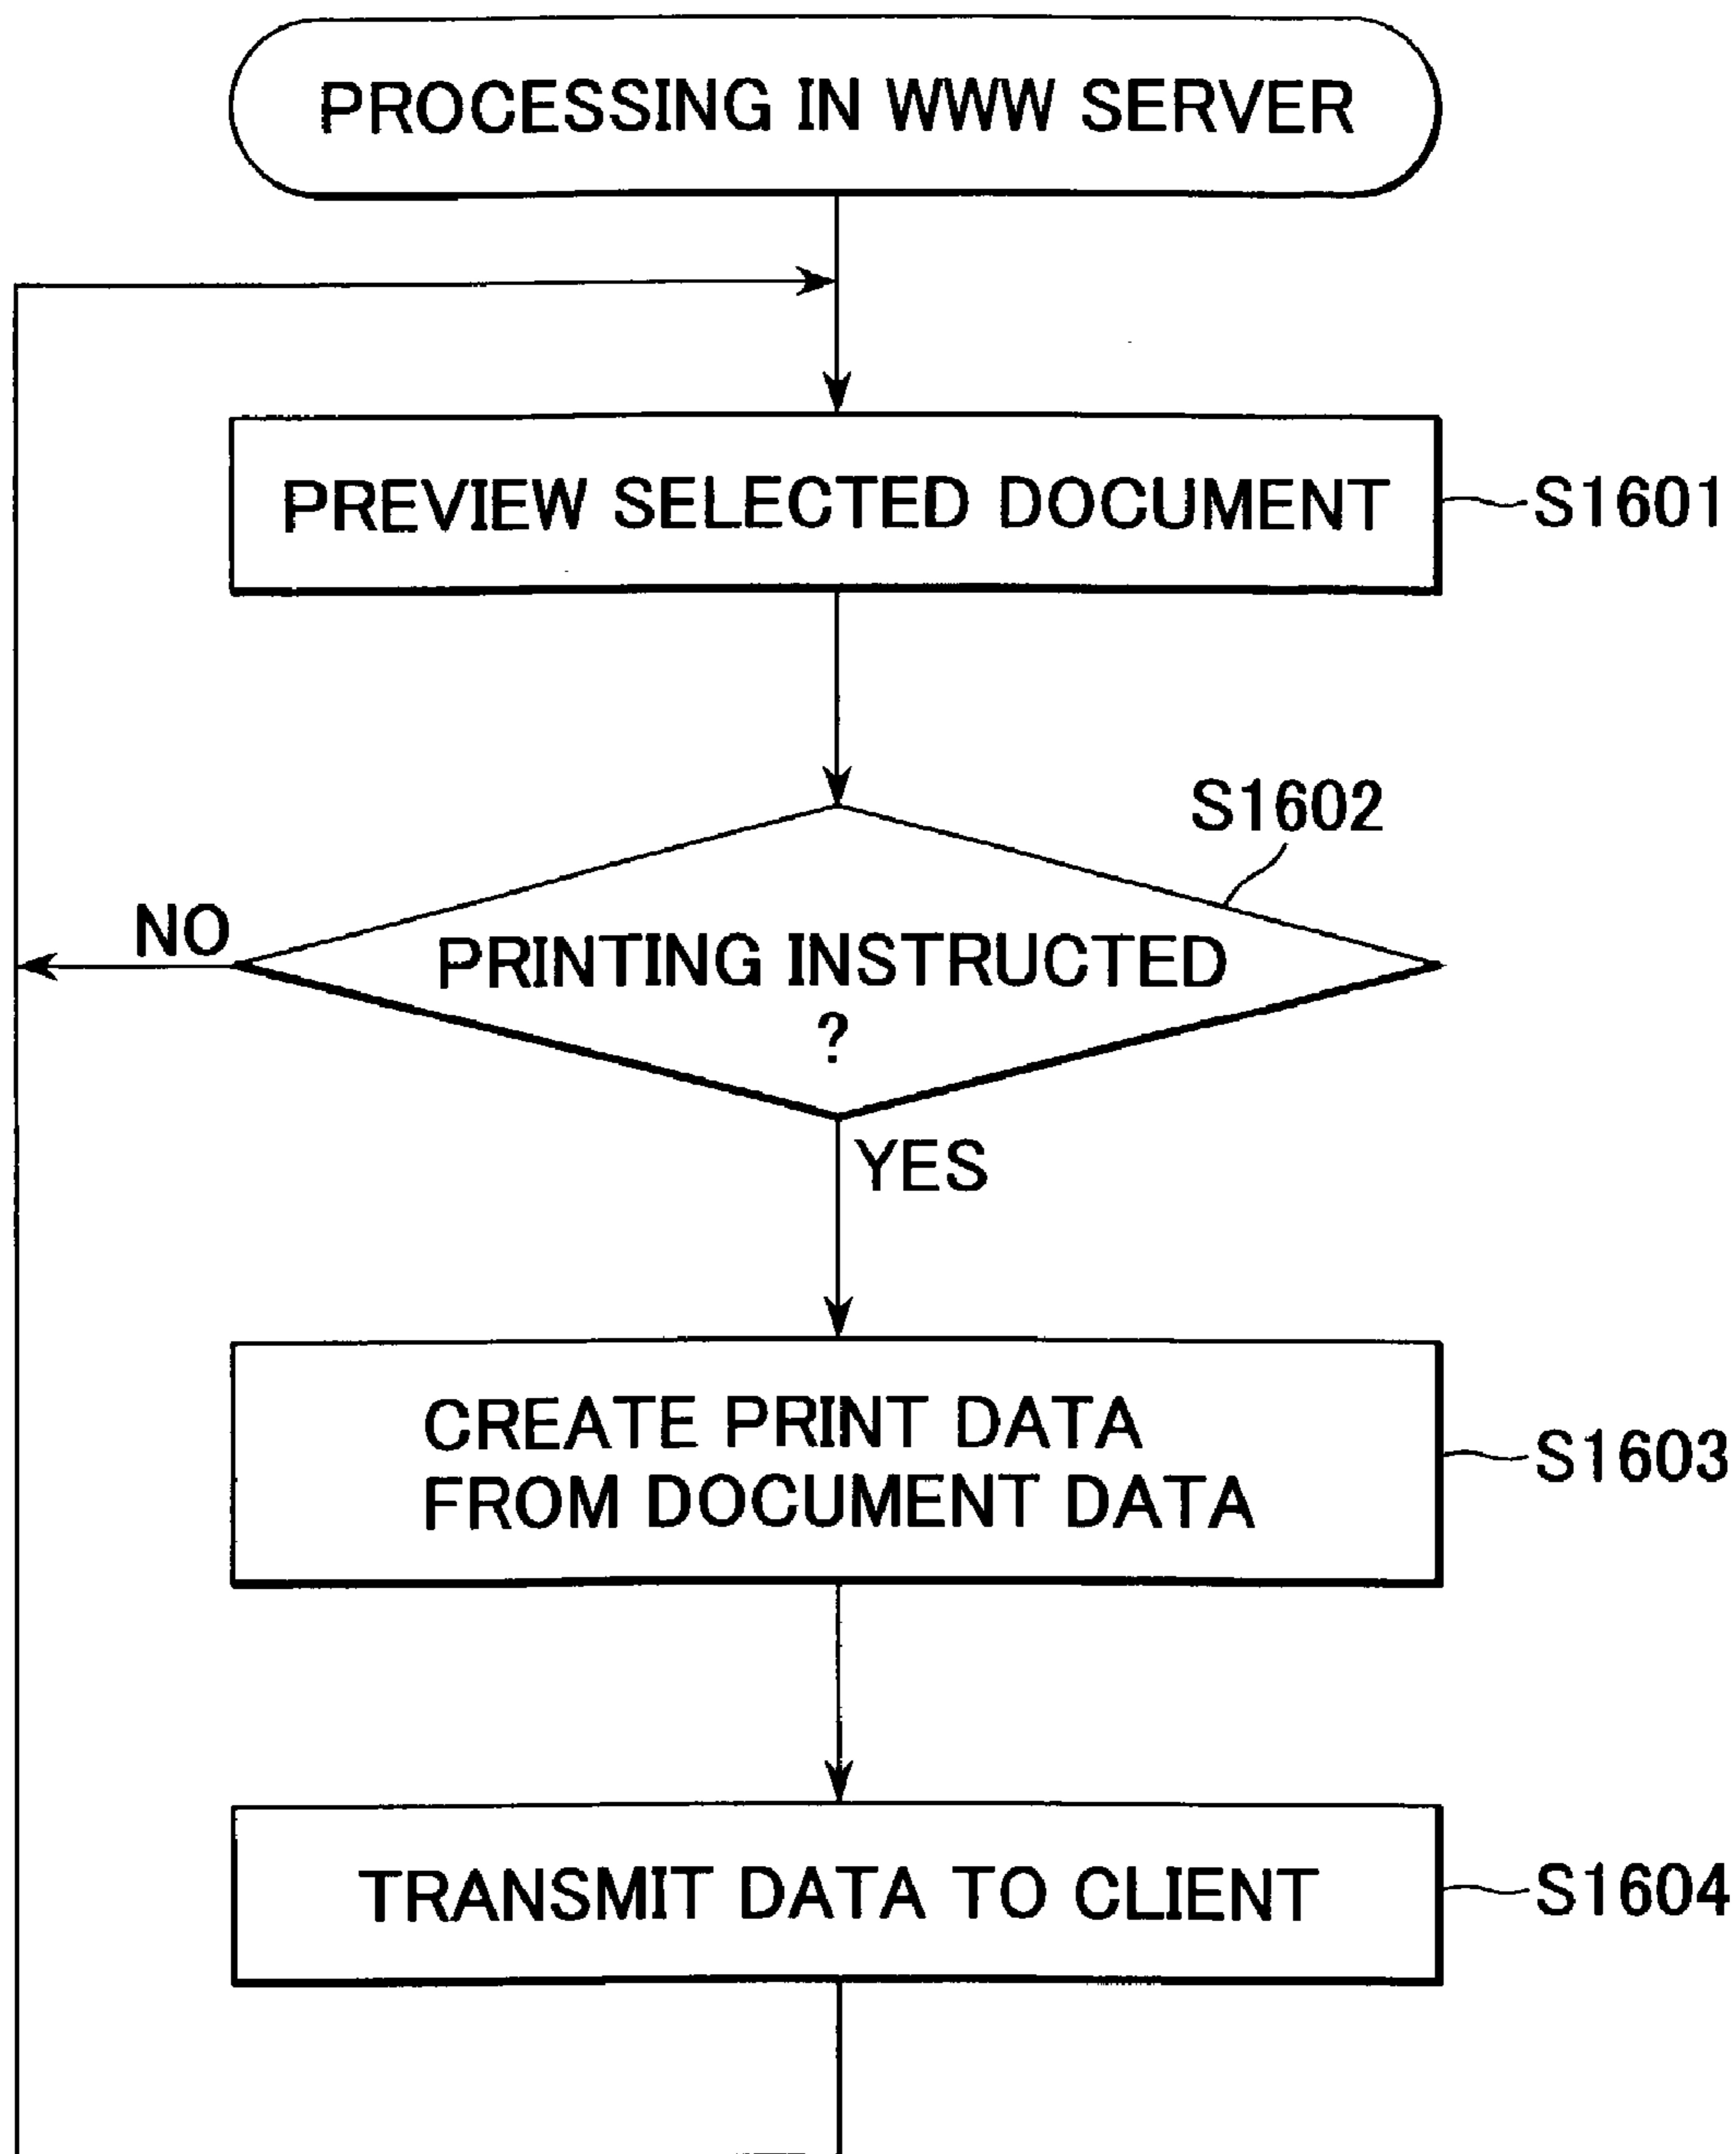 PROCESSING IN WWW SERVER
PREVIEW SELECTED DOCUMENT
S1601
S1602
NO
PRINTING INSTRUCTED
?
YES
CREATE PRINT DATA
FROM DOCUMENT DATA
S1603
TRANSMIT DATA TO CLIENT
S1604